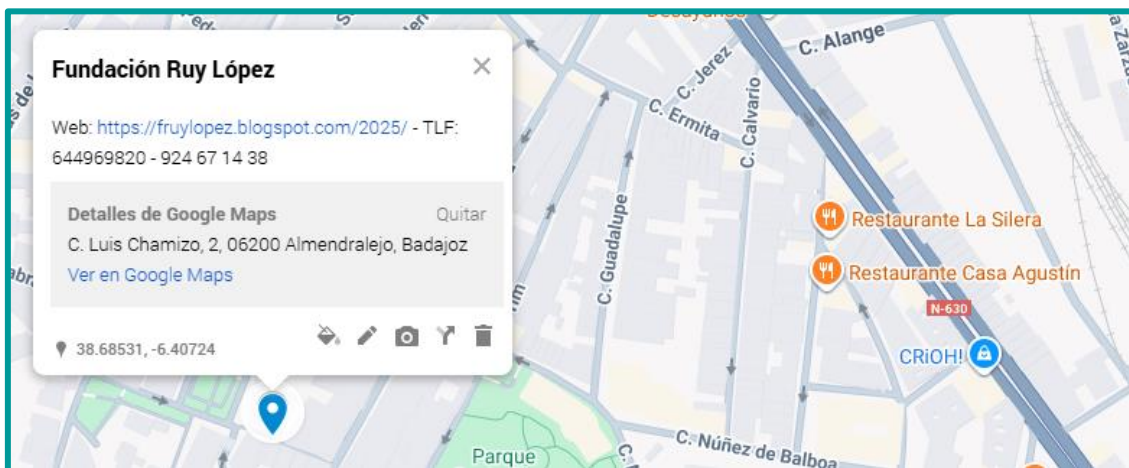 Fundación Ruy López
Web: https://fruylopez.blogspot.com/2025/ - TLF:
644969820 - 924 67 14 38
Detalles de Google Maps
Quitar
C. Luis Chamizo, 2, 06200 Almendralejo, Badajoz
Ver en Google Maps
38.68531, -6.40724
C. Alange
C. Jerez
C. Ermita
C. Calvario
C. Guadalupe
Restaurante La Silera
Restaurante Casa Agustín
N-630
CRiOH!
C. Núñez de Balboa
Parque